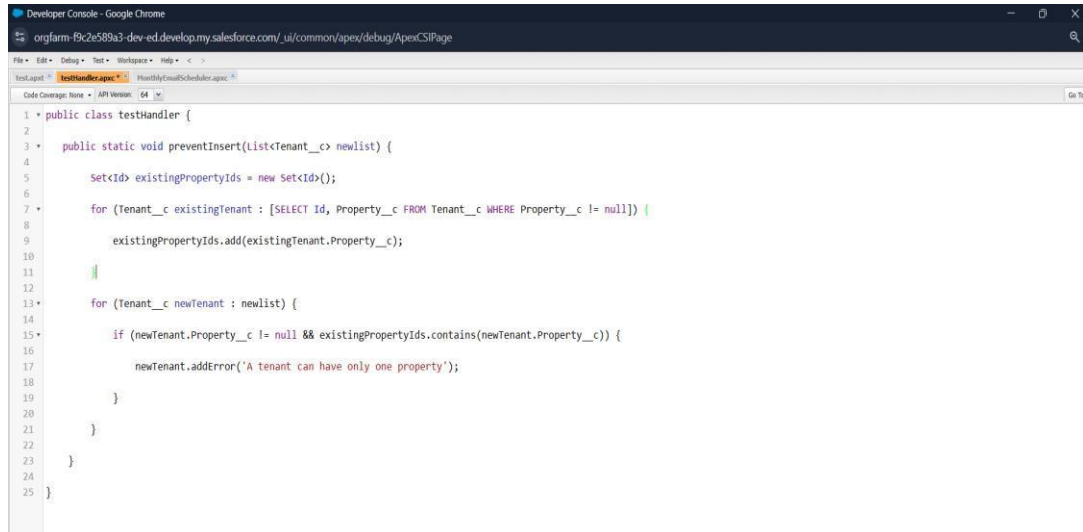 Developer Console - Google Chrome
orgfarm-f9c2e589a3-dev-ed.develop.my.salesforce.com/_ui/common/apex/debug/ApexCSIPage
File Edit Debug Test Workspace Help < >
test.apxt testHandler.apxc * MonthlyEmailScheduler.apxc
Code Coverage: None API Version: 64 Go To
1 public class testHandler {
2
3 public static void preventInsert(List<Tenant__c> newlist) {
4
5 Set<Id> existingPropertyIds = new Set<Id>();
6
7 for (Tenant__c existingTenant : [SELECT Id, Property__c FROM Tenant__c WHERE Property__c != null]) {
8
9 existingPropertyIds.add(existingTenant.Property__c);
10
11 }
12
13 for (Tenant__c newTenant : newlist) {
14
15 if (newTenant.Property__c != null && existingPropertyIds.contains(newTenant.Property__c)) {
16
17 newTenant.addError('A tenant can have only one property');
18
19 }
20
21 }
22
23 }
24
25 }